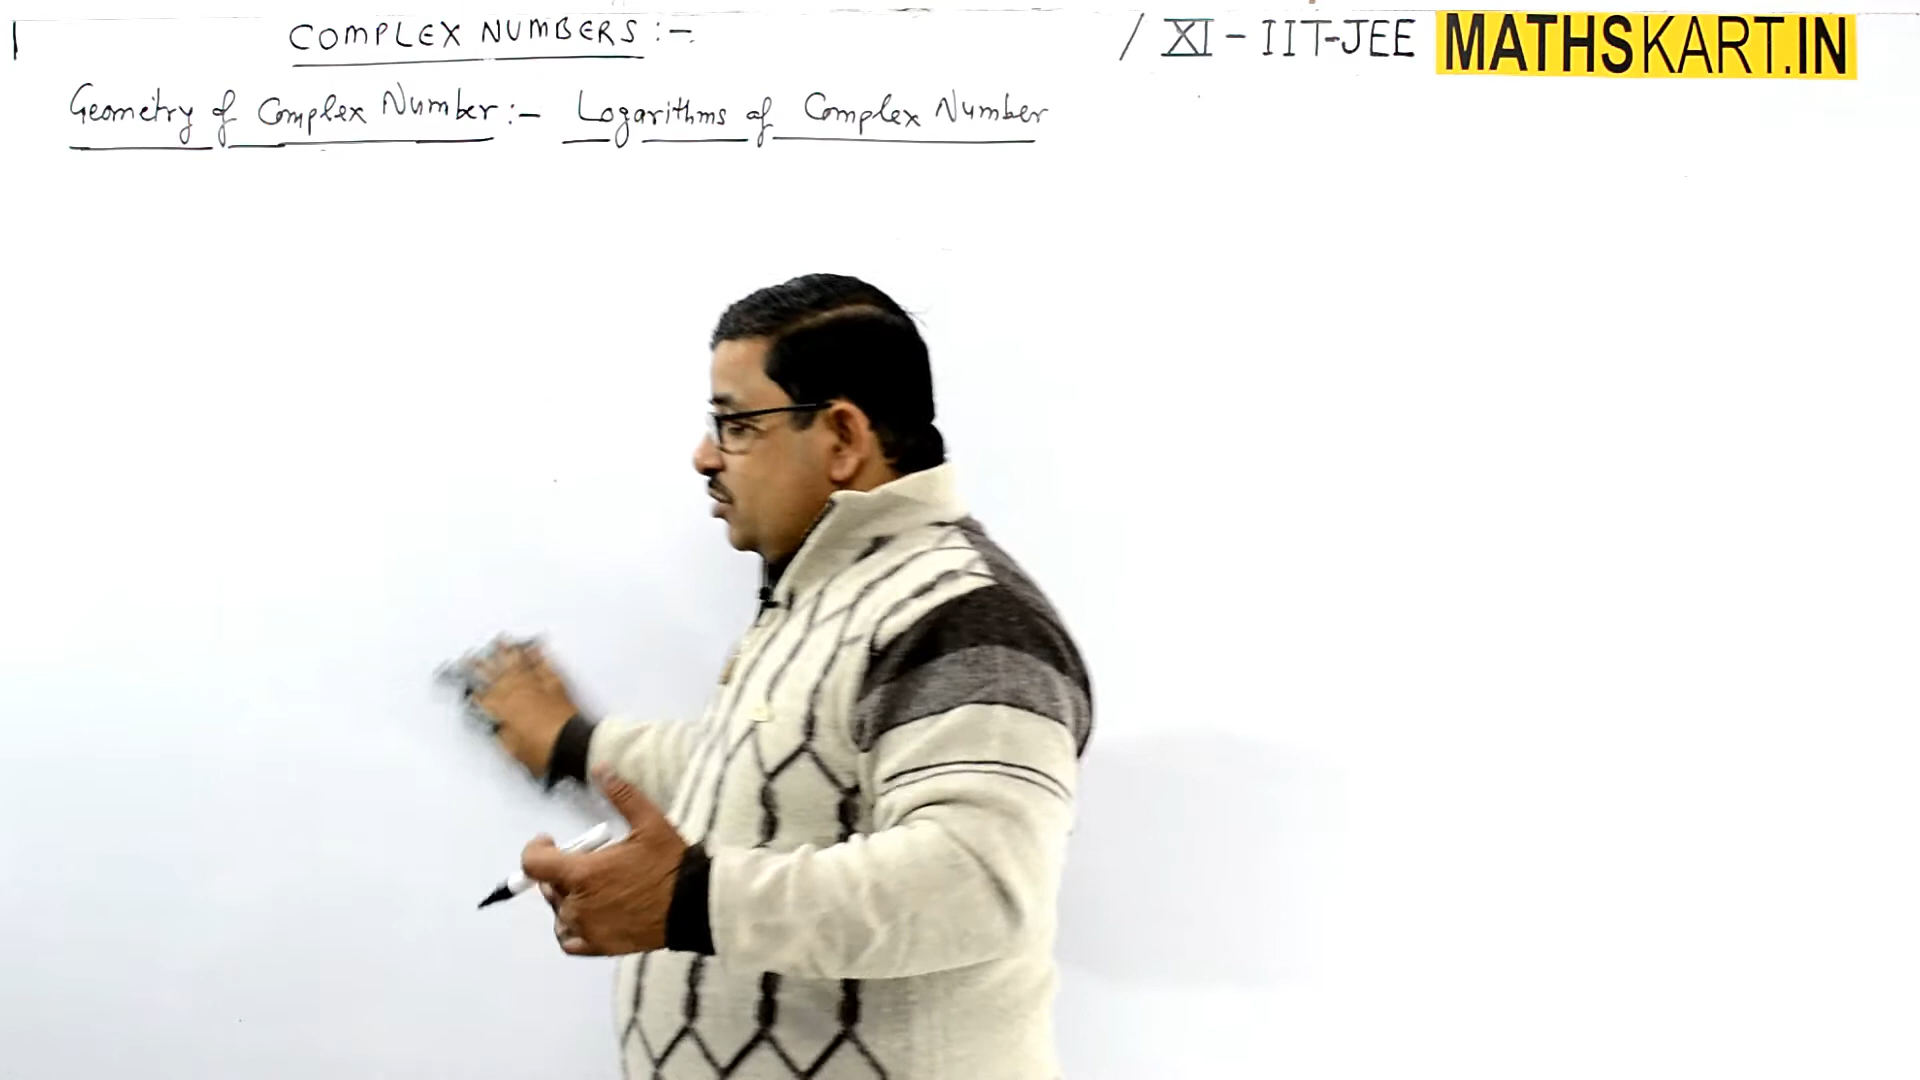 COMPLEX NUMBERS :- / XI - IIT-JEE MATHSKART.IN
Geometry of Complex Number :- Logarithms of Complex Number